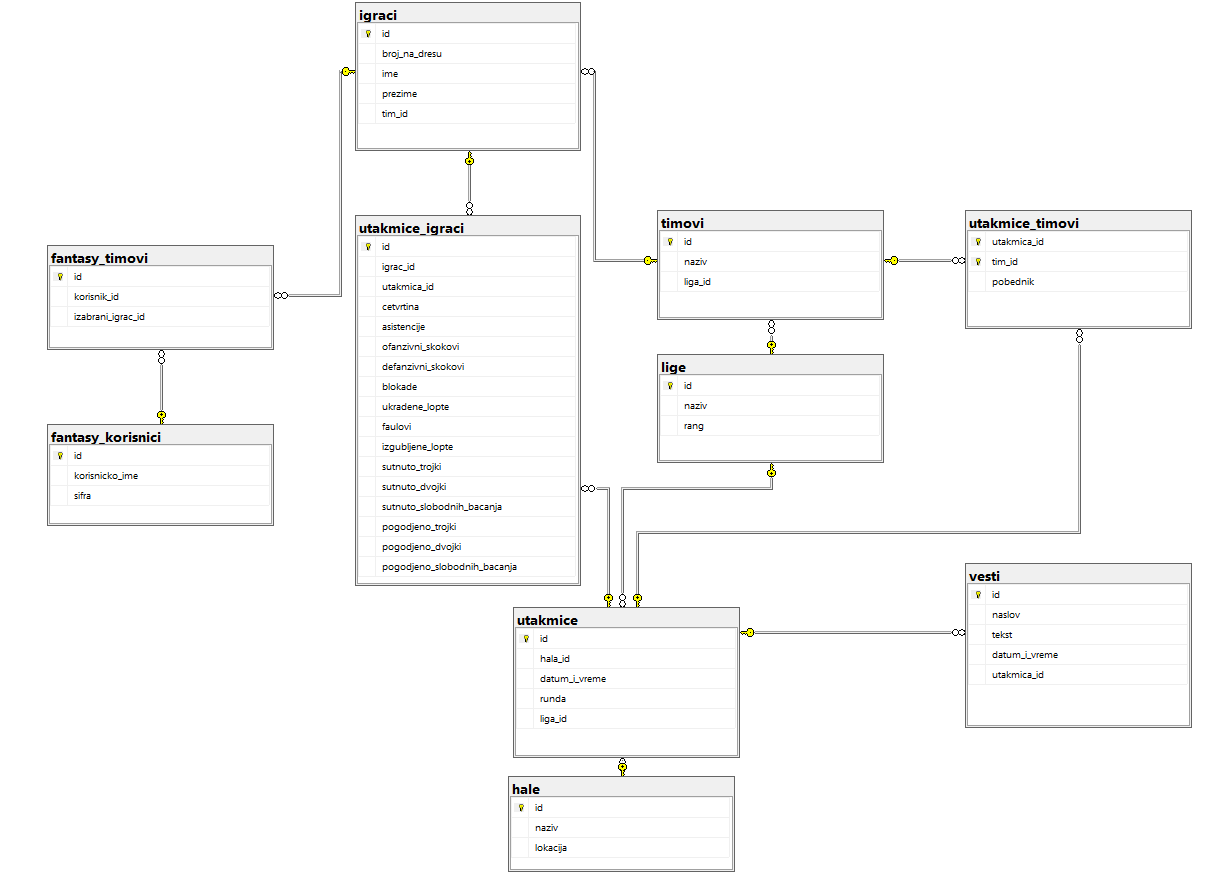 igraci
id
broj_na_dresu
ime
prezime
tim_id
utakmice_igraci
id
igrac_id
utakmica_id
cetvrtina
asistencije
ofanzivni_skokovi
defanzivni_skokovi
blokade
ukradene_lopte
faulovi
izgubljene_lopte
sutnuto_trojki
sutnuto_dvojki
sutnuto_slobodnih_bacanja
pogodjeno_trojki
pogodjeno_dvojki
pogodjeno_slobodnih_bacanja
timovi
id
naziv
liga_id
utakmice_timovi
utakmica_id
tim_id
pobednik
fantasy_timovi
id
korisnik_id
izabrani_igrac_id
lige
id
naziv
rang
fantasy_korisnici
id
korisnicko_ime
sifra
vesti
id
naslov
tekst
datum_i_vreme
utakmica_id
utakmice
id
hala_id
datum_i_vreme
runda
liga_id
hale
id
naziv
lokacija